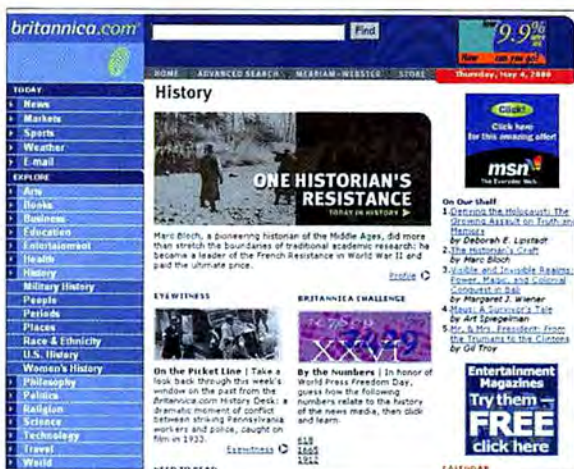 britannica.com
Find
9.9%
HOME ADVANCED SEARCH MERRIAM-WEBSTER STORE
Thursday, May 4, 2000
TODAY
News
Markets
Sports
Weather
E-mail
EXPLORE
Arts
Books
Business
Education
Entertainment
Health
History
Military History
People
Periods
Places
Race & Ethnicity
U.S. History
Women's History
Philosophy
Politics
Religion
Science
Technology
Travel
World
History
ONE HISTORIAN'S
RESISTANCE
TODAY IN HISTORY
Marc Bloch, a pioneering historian of the Middle Ages, did more
than stretch the boundaries of traditional academic research: he
became a leader of the French Resistance in World War II and
paid the ultimate price.
Profile
EYEWITNESS
On the Picket Line | Take a
look back through this week's
window on the past from the
Britannica.com History Desk: a
dramatic moment of conflict
between striking Pennsylvania
workers and police, caught on
film in 1933.
Eyewitness
NEED TO READ
BRITANNICA CHALLENGE
1429
XXVI
By the Numbers | In honor of
World Press Freedom Day,
guess how the following
numbers relate to the history
of the news media, then click
and learn.
618
1665
1912
Click!
Click here
for this amazing offer!
msn
The Everyday Web
On Our Shelf
1. Denying the Holocaust: The
Growing Assault on Truth and
Memory
by Deborah E. Lipstadt
2. The Historian's Craft
by Marc Bloch
3. Visible and Invisible Realms:
Power, Magic, and Colonial
Conquest in Bali
by Margaret J. Wiener
4. Maus: A Survivor's Tale
by Art Spiegelman
5. Mr. & Mrs. President: From
the Trumans to the Clintons
by Gil Troy
Entertainment
Magazines
Try them —
FREE
click here
CALENDAR